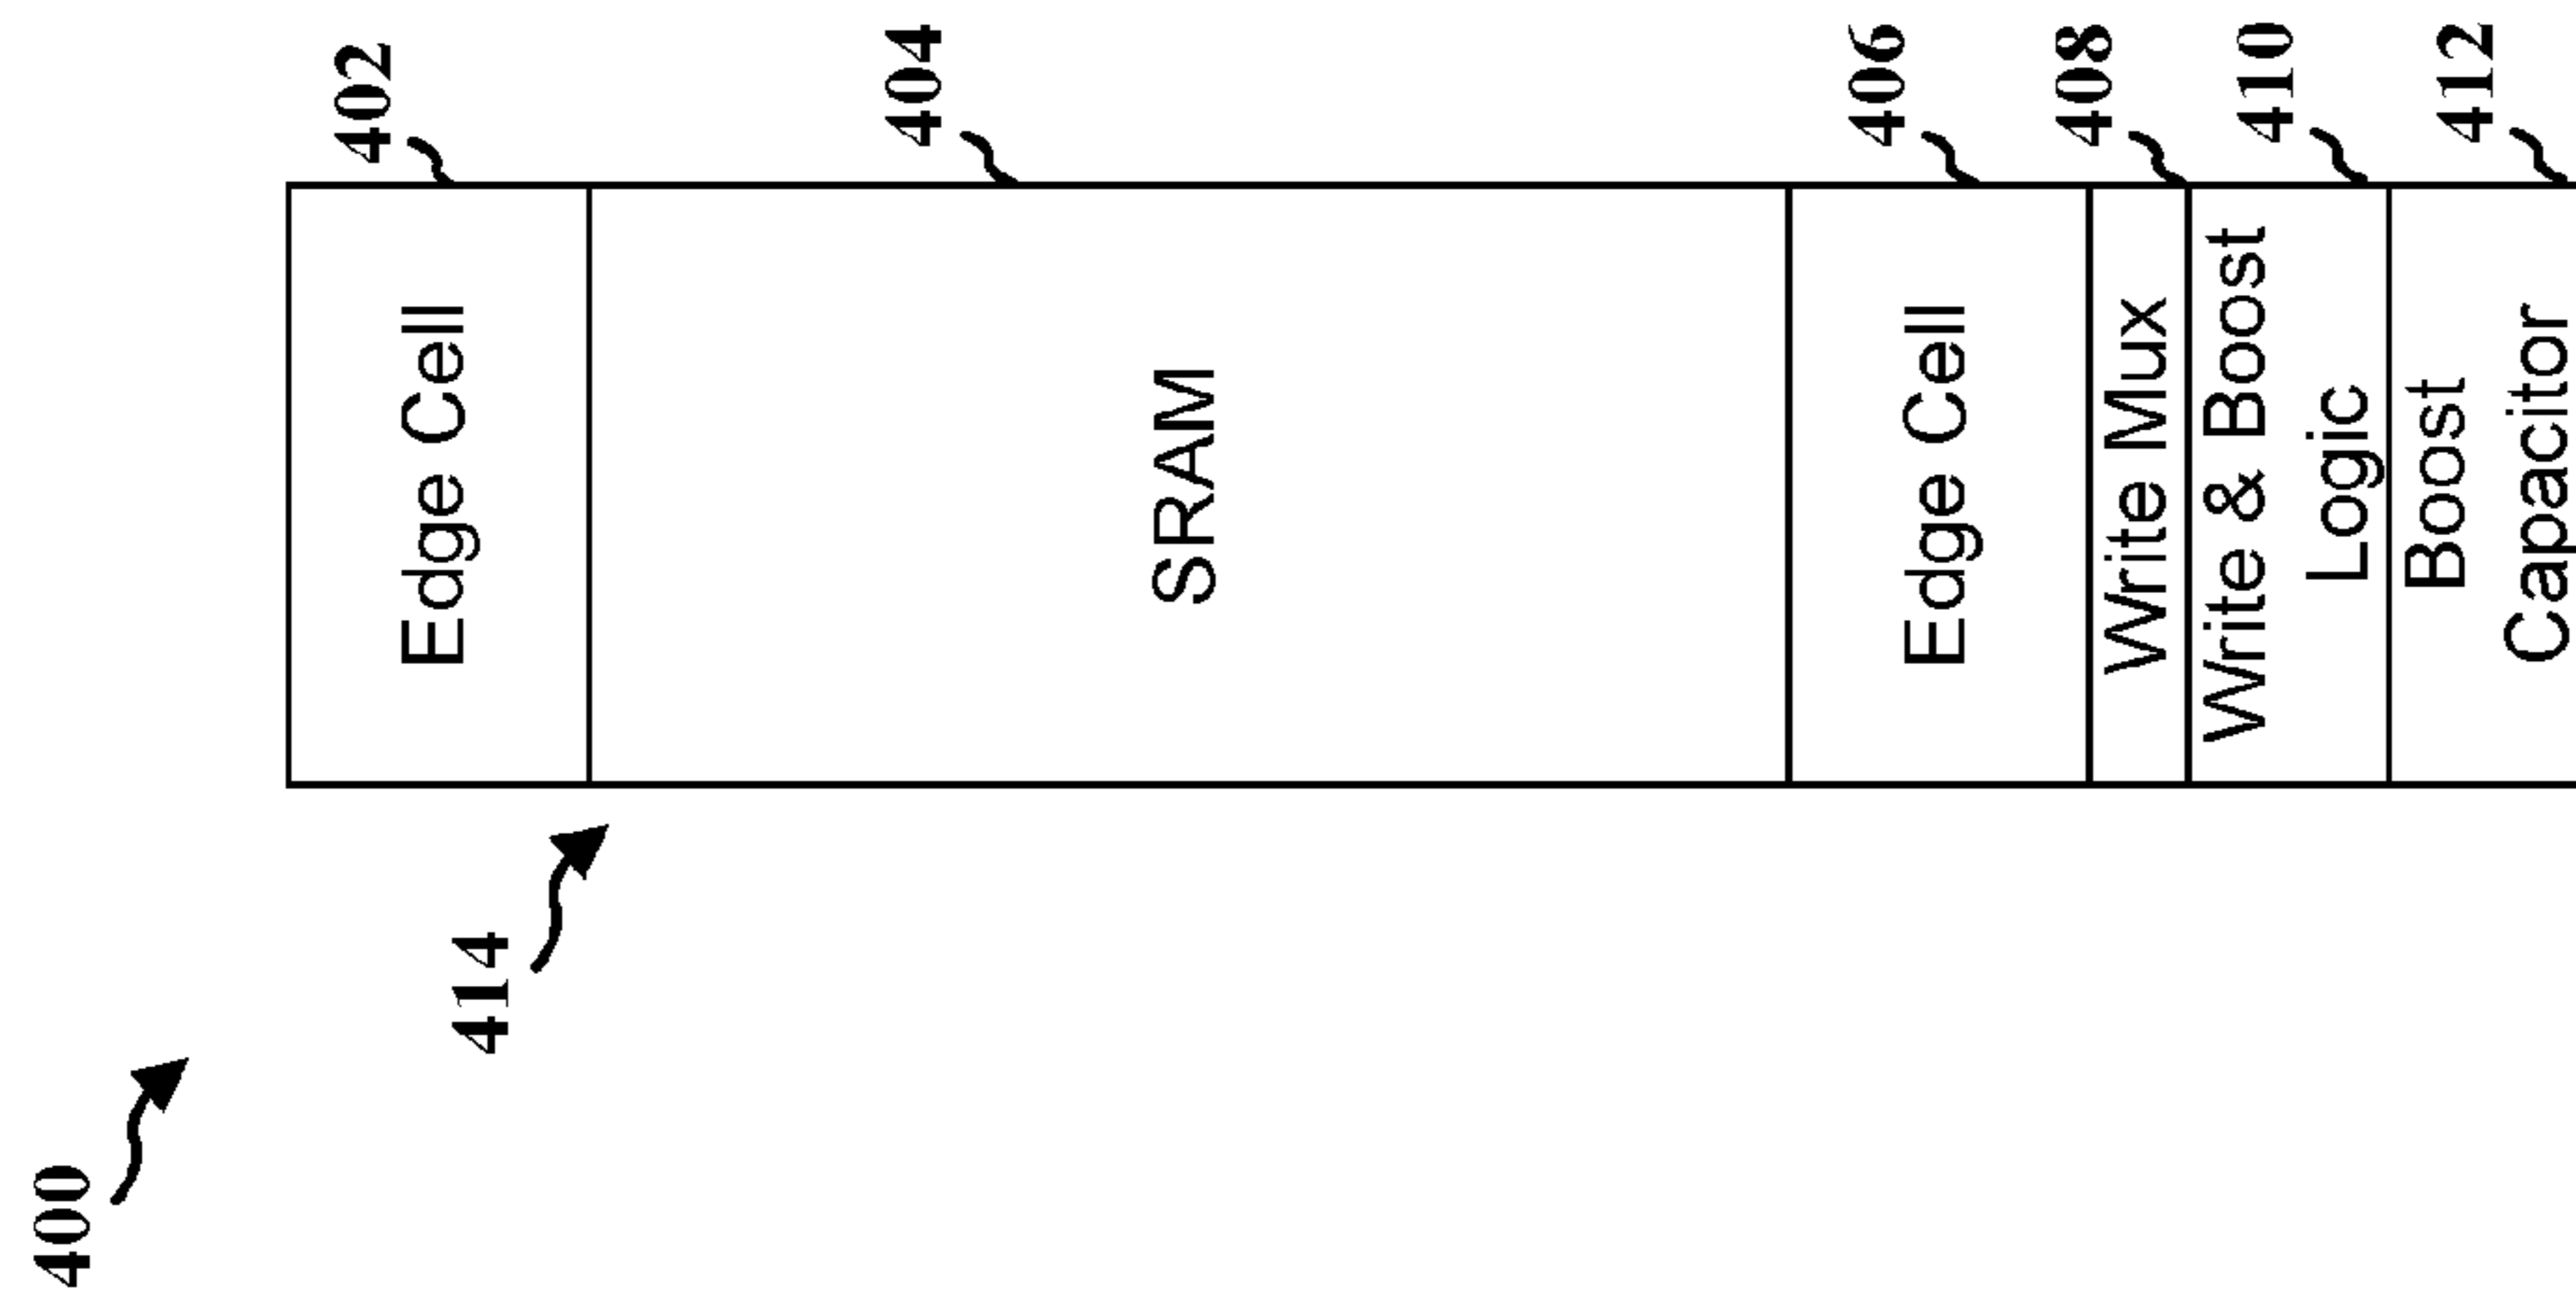 400
414
Edge Cell
402
SRAM
404
Edge Cell
406
Write Mux
408
Write & Boost
Logic
410
Boost
Capacitor
412